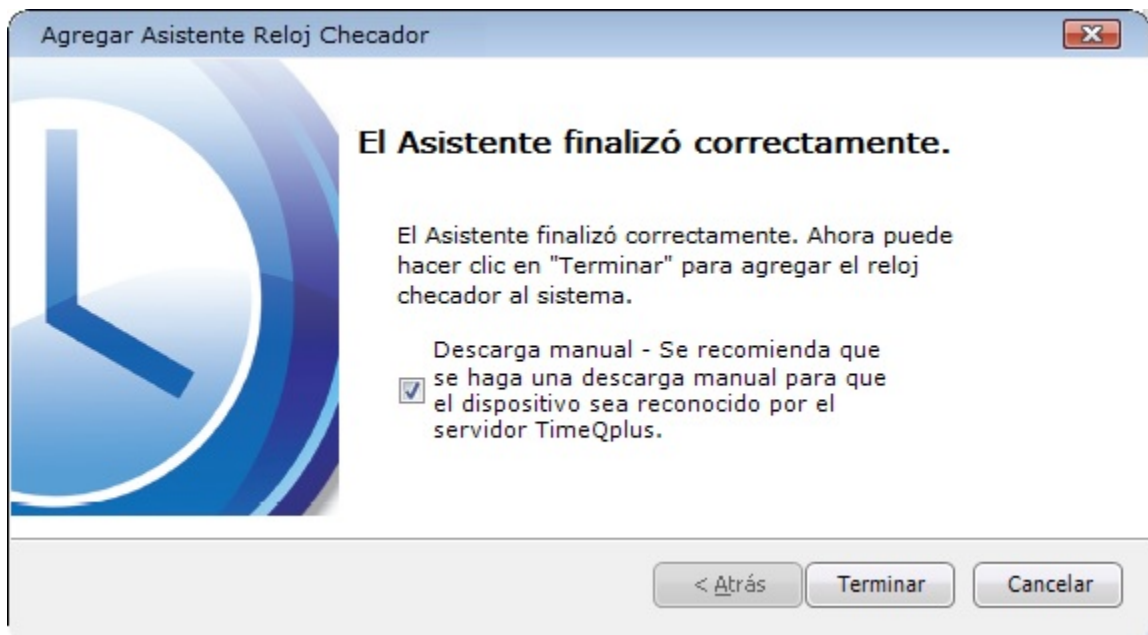 Agregar Asistente Reloj Checador
El Asistente finalizó correctamente.
El Asistente finalizó correctamente. Ahora puede
hacer clic en "Terminar" para agregar el reloj
checador al sistema.
Descarga manual - Se recomienda que
se haga una descarga manual para que
el dispositivo sea reconocido por el
servidor TimeQplus.
< Atrás
Terminar
Cancelar